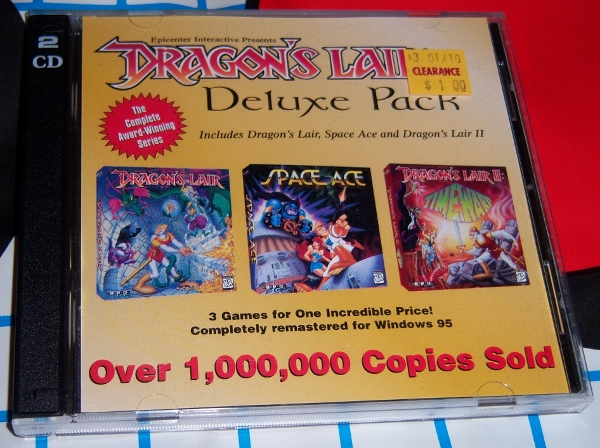 2
CD
Epicenter Interactive Presents
DRAGON'S LAIR
Deluxe Pack
3 01/10
CLEARANCE
$1.00
The
Complete
Award-Winning
Series
Includes Dragon's Lair, Space Ace and Dragon's Lair II
DRAGON'S LAIR
SPACE ACE
DRAGON'S LAIR II:
TIMEWARP
3 Games for One Incredible Price!
Completely remastered for Windows 95
Over 1,000,000 Copies Sold